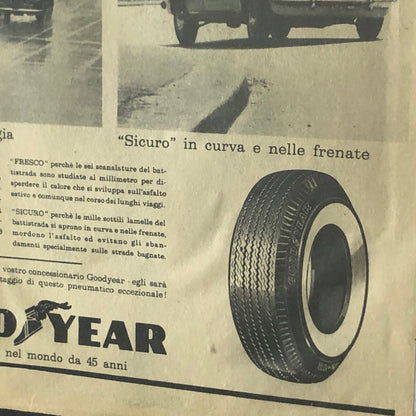 gia
"Sicuro" in curva e nelle frenate
"FRESCO" perchè le sei scanalature del bat-
tistrada sono studiate al millimetro per di-
sperdere il calore che si sviluppa sull'asfalto
estivo e comunque nel corso dei lunghi viaggi.
"SICURO" perchè le mille sottili lamelle del
battistrada si aprono in curva e nelle frenate,
mordono l'asfalto ed evitano gli sban-
damenti specialmente sulle strade bagnate.
vostro concessionario Goodyear - egli sarà
taggio di questo pneumatico eccezionale!
YEAR
nel mondo da 45 anni